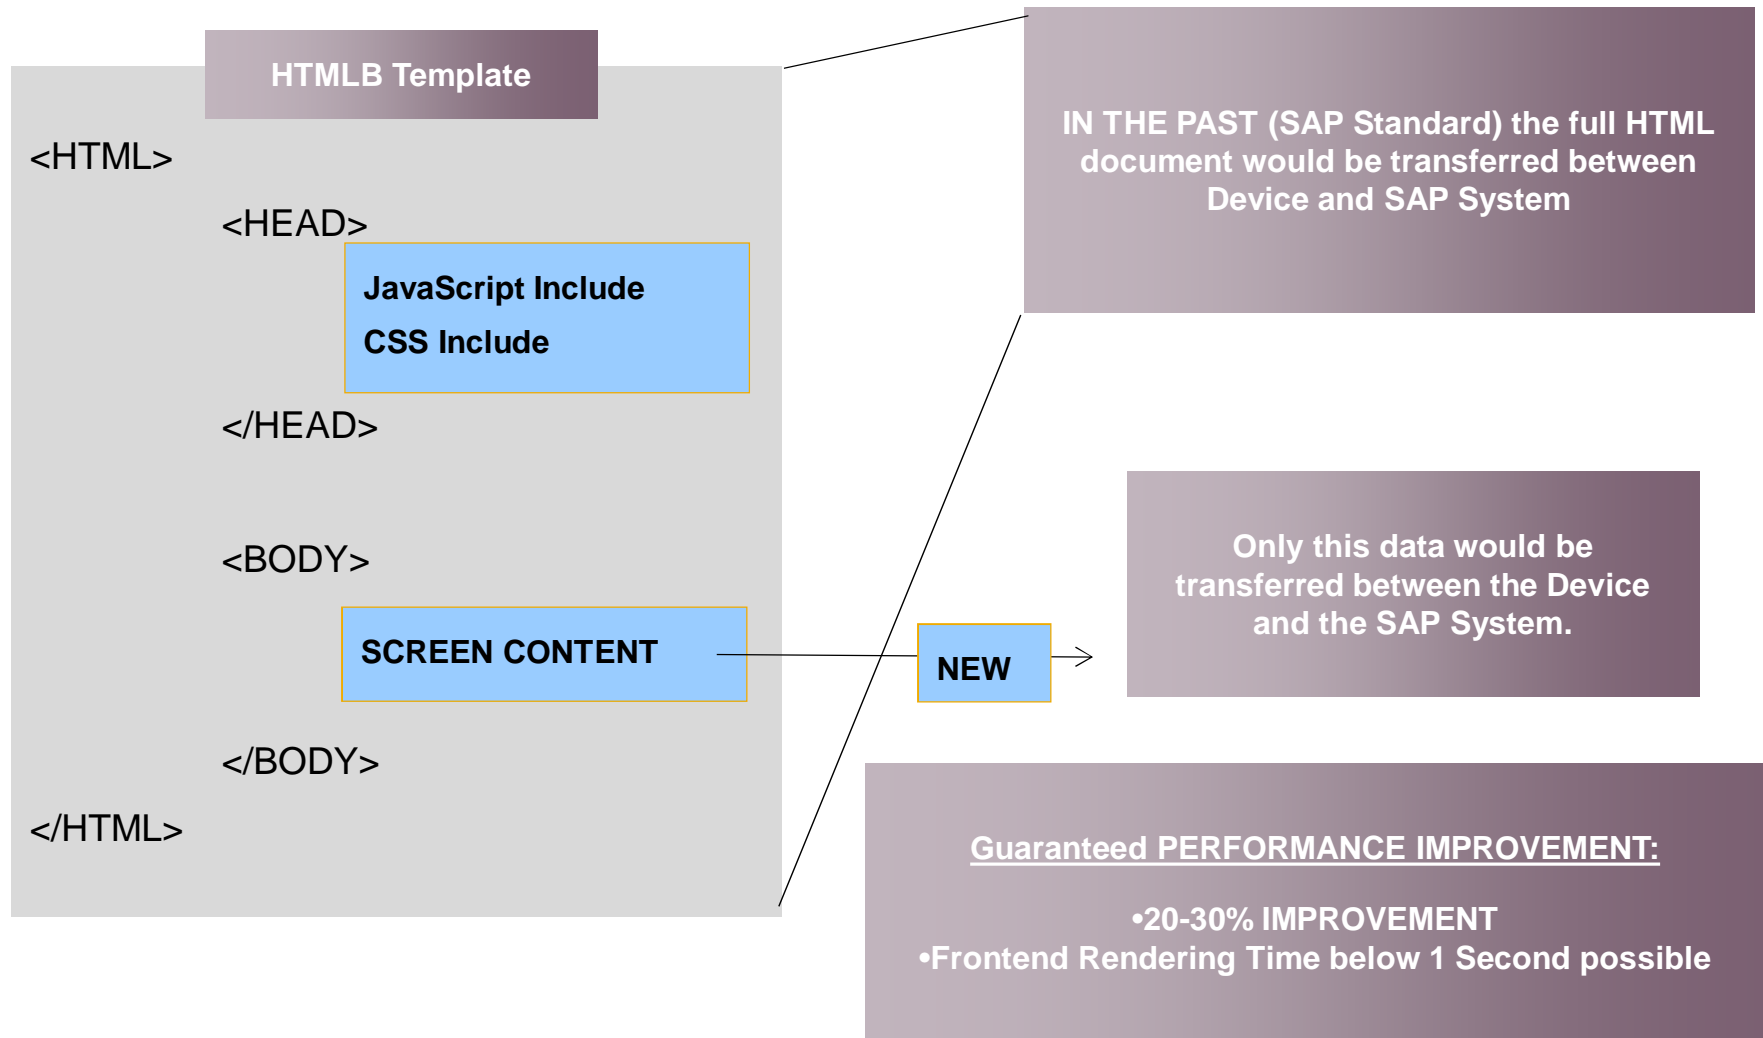 HTMLB Template
<HTML>
<HEAD>
JavaScript Include
CSS Include
</HEAD>
<BODY>
SCREEN CONTENT
</BODY>
</HTML>
IN THE PAST (SAP Standard) the full HTML
document would be transferred between
Device and SAP System
NEW
Only this data would be
transferred between the Device
and the SAP System.
Guaranteed PERFORMANCE IMPROVEMENT:
•20-30% IMPROVEMENT
•Frontend Rendering Time below 1 Second possible